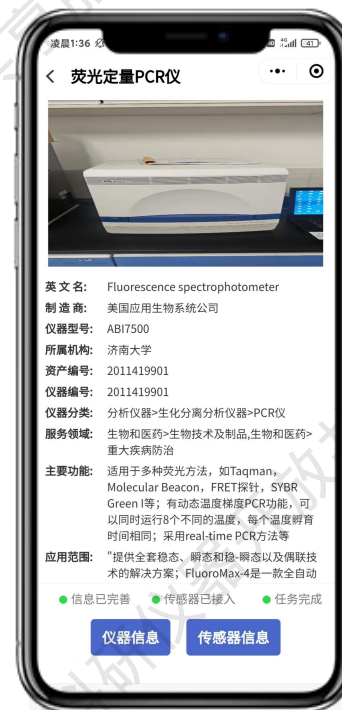 凌晨1:36
4G
41
荧光定量PCR仪
英 文 名: Fluorescence spectrophotometer
制 造 商: 美国应用生物系统公司
仪器型号: ABI7500
所属机构: 济南大学
资产编号: 2011419901
仪器编号: 2011419901
仪器分类: 分析仪器>生化分离分析仪器>PCR仪
服务领域: 生物和医药>生物技术及制品,生物和医药>
重大疾病防治
主要功能: 适用于多种荧光方法，如Taqman，
Molecular Beacon，FRET探针，SYBR
Green I等；有动态温度梯度PCR功能，可
以同时运行8个不同的温度，每个温度孵育
时间相同；采用real-time PCR方法等
应用范围: "提供全套稳态、瞬态和稳-瞬态以及偶联技
术的解决方案；FluoroMax-4是一款全自动
信息已完善 传感器已接入 任务完成
仪器信息 传感器信息